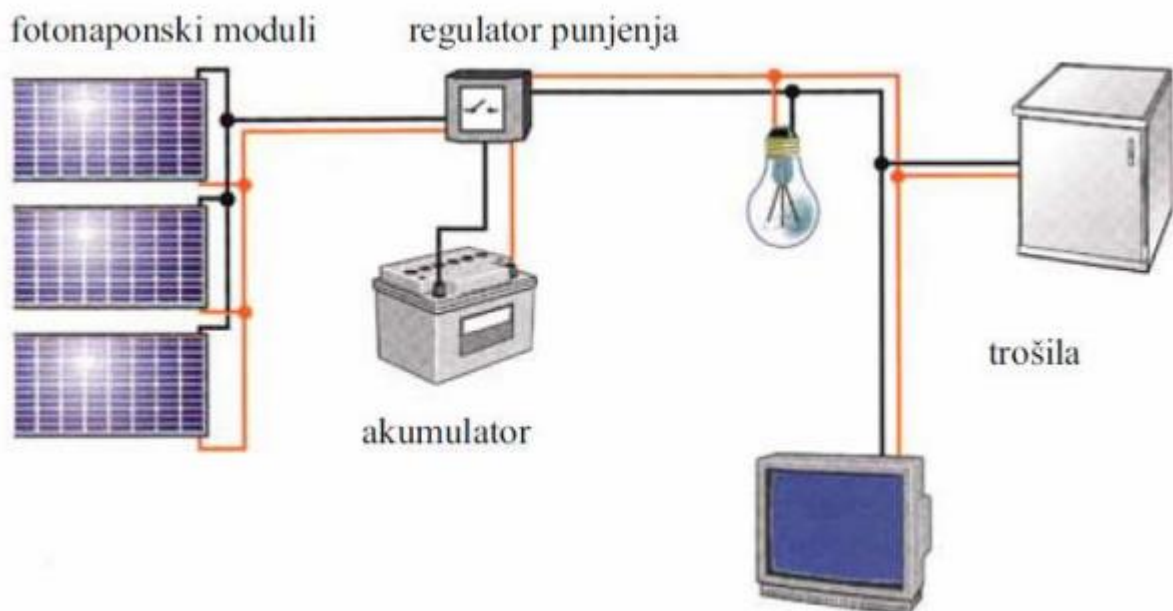 fotonaponski moduli
regulator punjenja
akumulator
trošila